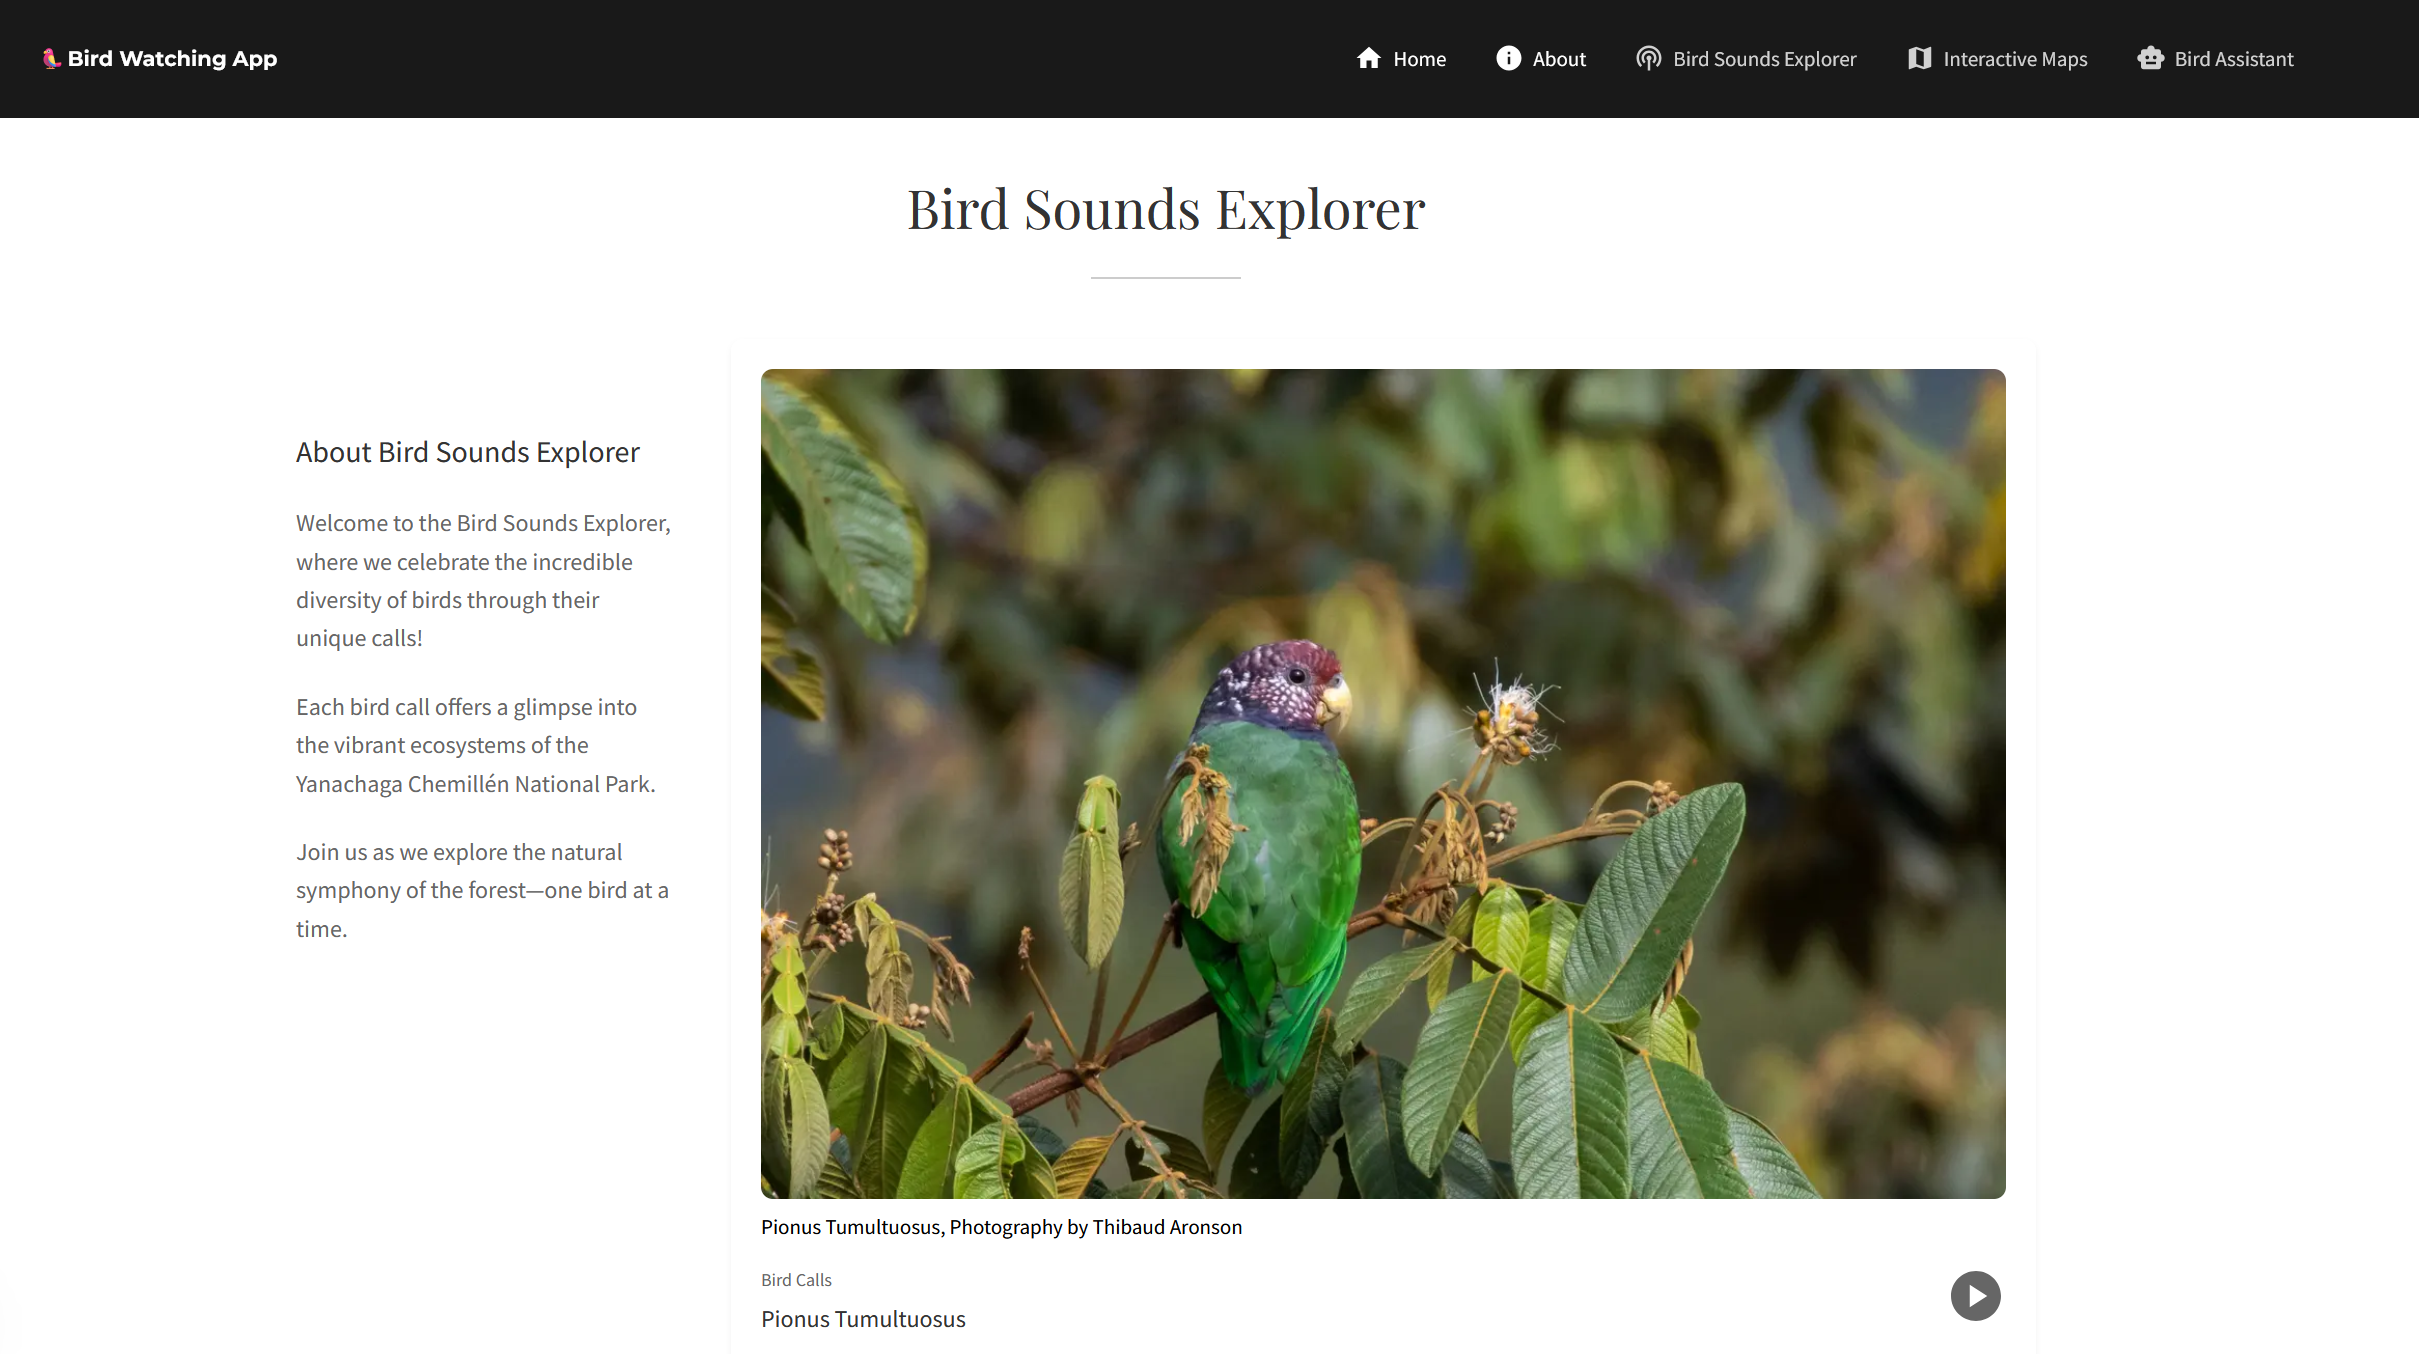 Bird Watching App
Home
About
Bird Sounds Explorer
Interactive Maps
Bird Assistant
Bird Sounds Explorer
About Bird Sounds Explorer
Welcome to the Bird Sounds Explorer,
where we celebrate the incredible
diversity of birds through their
unique calls!
Each bird call offers a glimpse into
the vibrant ecosystems of the
Yanachaga Chemillén National Park.
Join us as we explore the natural
symphony of the forest—one bird at a
time.
Pionus Tumultuosus, Photography by Thibaud Aronson
Bird Calls
Pionus Tumultuosus